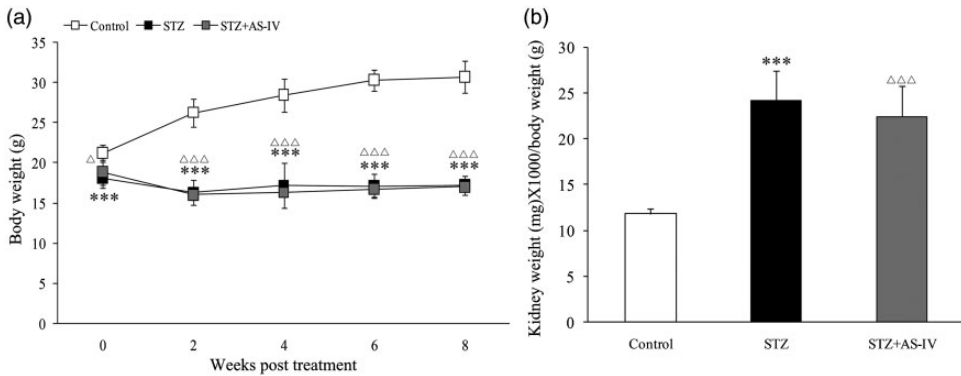 (a)
Control STZ STZ+AS-IV
Body weight (g)
35
30
25
20
15
10
5
0
△ △△△ △△△ △△△ △△△
*** *** *** *** ***
0 2 4 6 8
Weeks post treatment
(b)
Kidney weight (mg)X1000/body weight (g)
30
25
20
15
10
5
0
*** △△△
Control STZ STZ+AS-IV